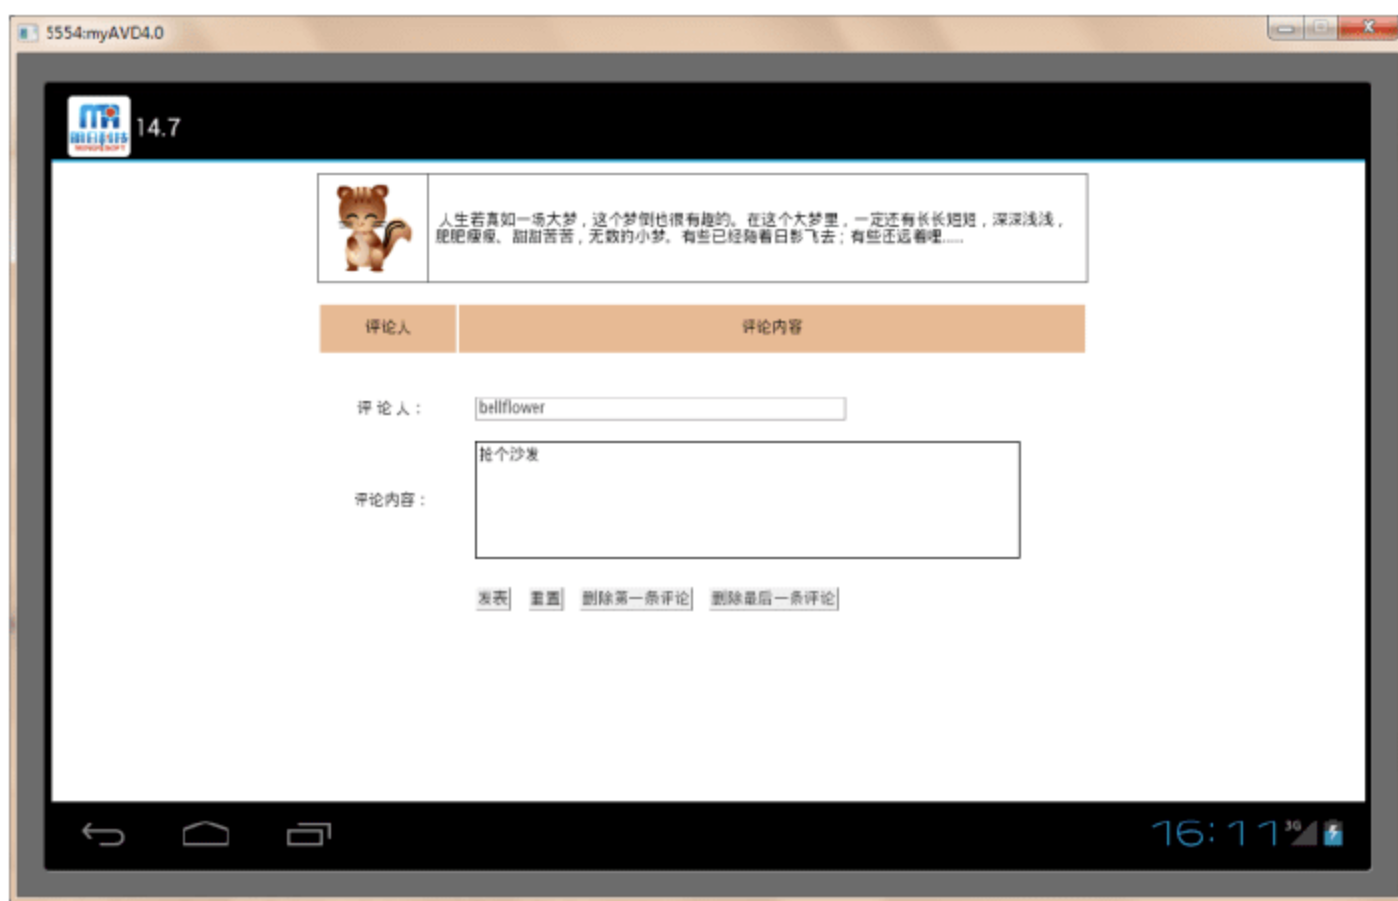 5554:myAVD4.0
明日科技
14.7
人生若真如一场大梦，这个梦倒也很有趣的。在这个大梦里，一定还有长长短短，深深浅浅，
肥肥瘦瘦、甜甜苦苦，无数的小梦。有些已经随着日影飞去；有些还远着哩......
评论人 评论内容
评 论 人： bellflower
抢个沙发
评论内容：
发表 重置 删除第一条评论 删除最后一条评论
16:11 3G